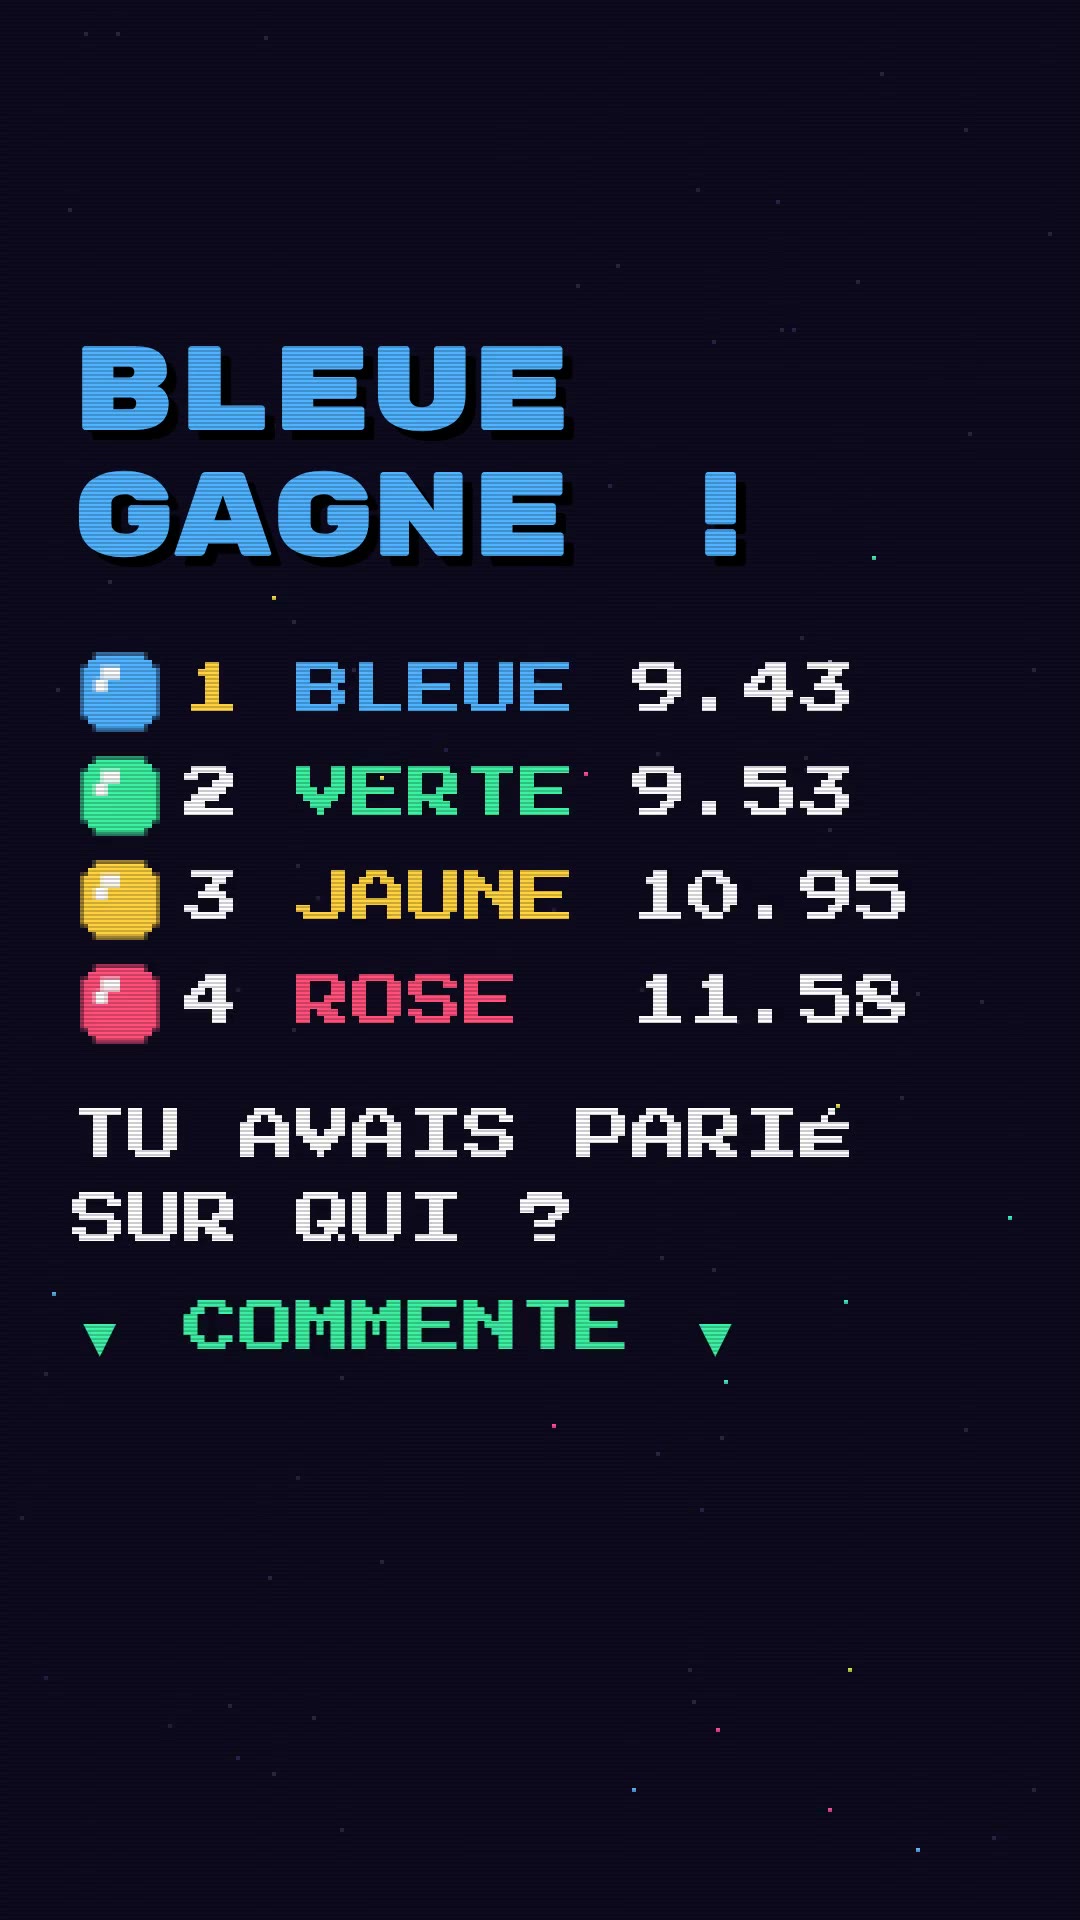 BLEUE
GAGNE !
1 BLEUE 9.43
2 VERTE 9.53
3 JAUNE 10.95
4 ROSE 11.58
TU AVAIS PARIÉ
SUR QUI ?
▼ COMMENTE ▼